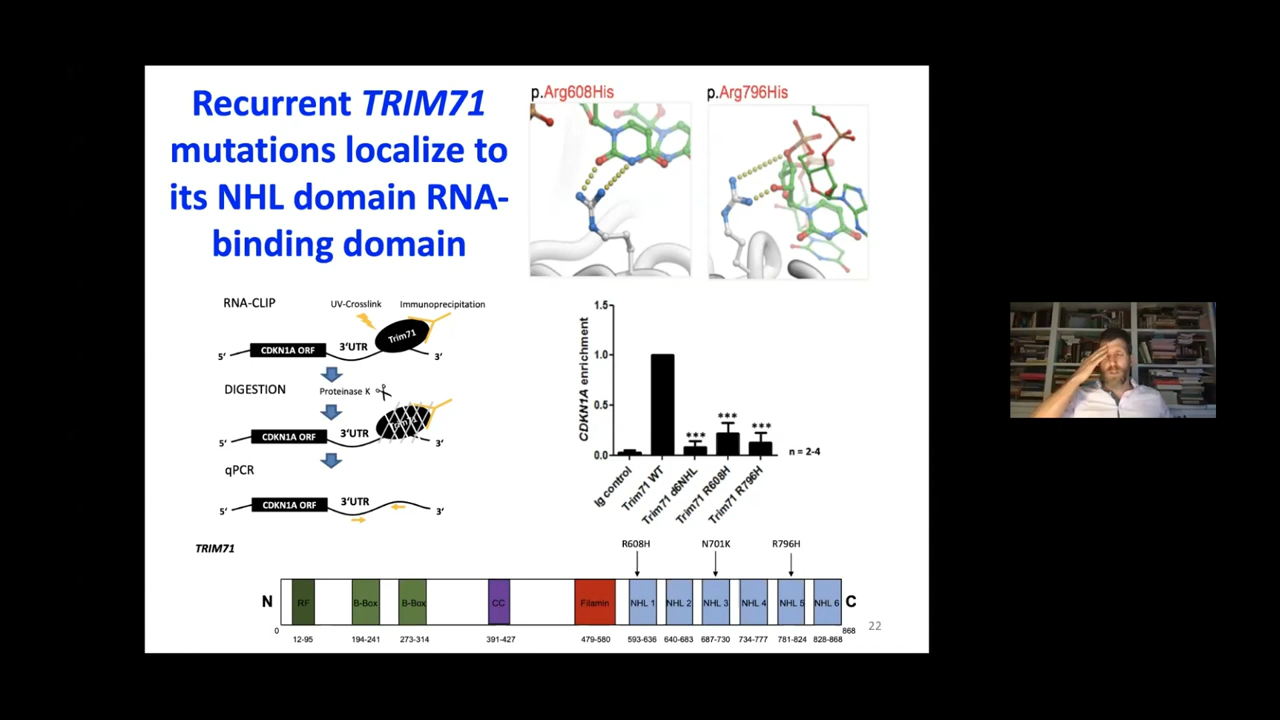 Recurrent TRIM71
mutations localize to
its NHL domain RNA-
binding domain
p.Arg608His
p.Arg796His
RNA-CLIP
UV-Crosslink
Immunoprecipitation
Trim71
5'
CDKN1A ORF
3'UTR
3'
DIGESTION
Proteinase K
5'
CDKN1A ORF
3'UTR
3'
qPCR
5'
CDKN1A ORF
3'UTR
3'
CDKN1A enrichment
1.5
1.0
0.5
0.0
***
***
***
n = 2-4
Ig control
Trim71 WT
Trim71 d6NHL
Trim71 R608H
Trim71 R796H
TRIM71
R608H
N701K
R796H
N
RF
B-Box
B-Box
CC
Filamin
NHL 1
NHL 2
NHL 3
NHL 4
NHL 5
NHL 6
C
0
12-95
194-241
273-314
391-427
479-580
593-636
640-683
687-730
734-777
781-824
828-868
868
22